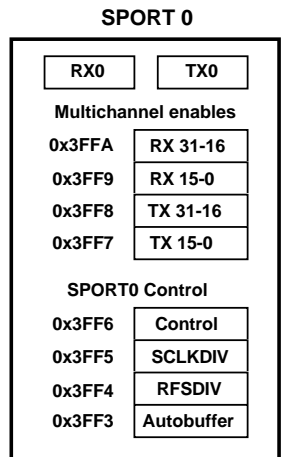 SPORT 0
RX0 TX0
Multichannel enables
0x3FFA RX 31-16
0x3FF9 RX 15-0
0x3FF8 TX 31-16
0x3FF7 TX 15-0
SPORT0 Control
0x3FF6 Control
0x3FF5 SCLKDIV
0x3FF4 RFSDIV
0x3FF3 Autobuffer